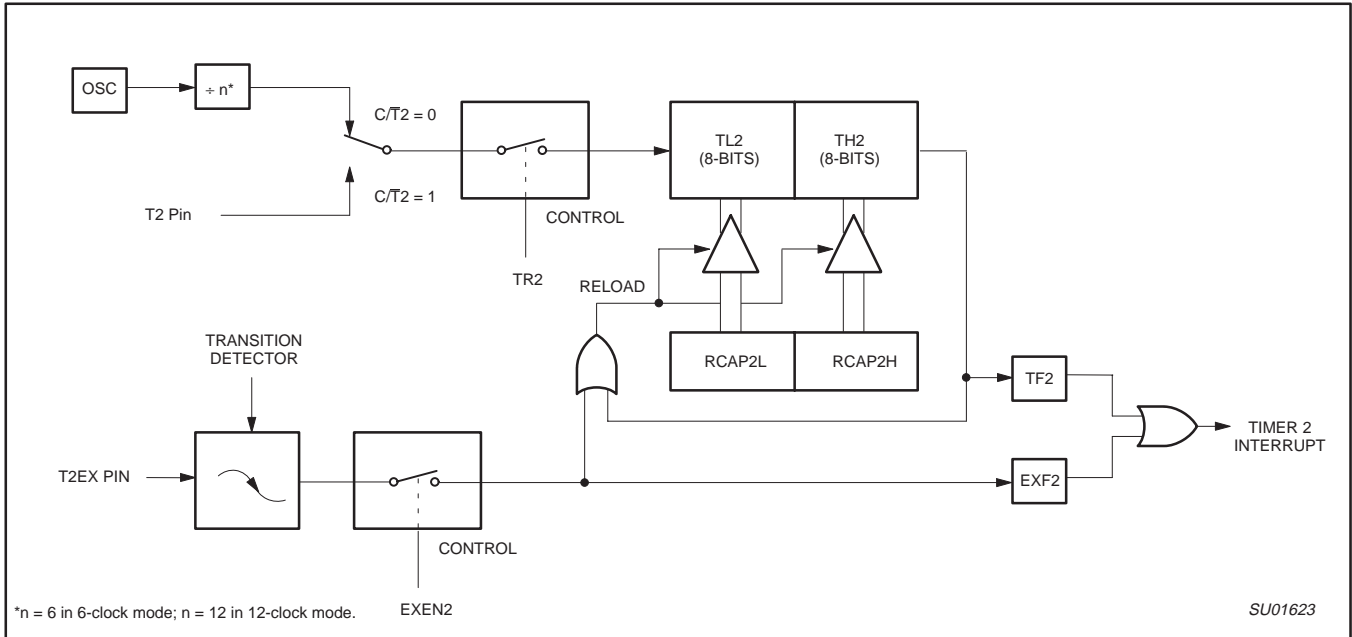 OSC
÷ n*
C/T̅2 = 0
TL2
(8-BITS)
TH2
(8-BITS)
C/T̅2 = 1
T2 Pin
CONTROL
TR2
RELOAD
TRANSITION
DETECTOR
RCAP2L
RCAP2H
TF2
TIMER 2
INTERRUPT
T2EX PIN
EXF2
CONTROL
EXEN2
*n = 6 in 6-clock mode; n = 12 in 12-clock mode.
SU01623